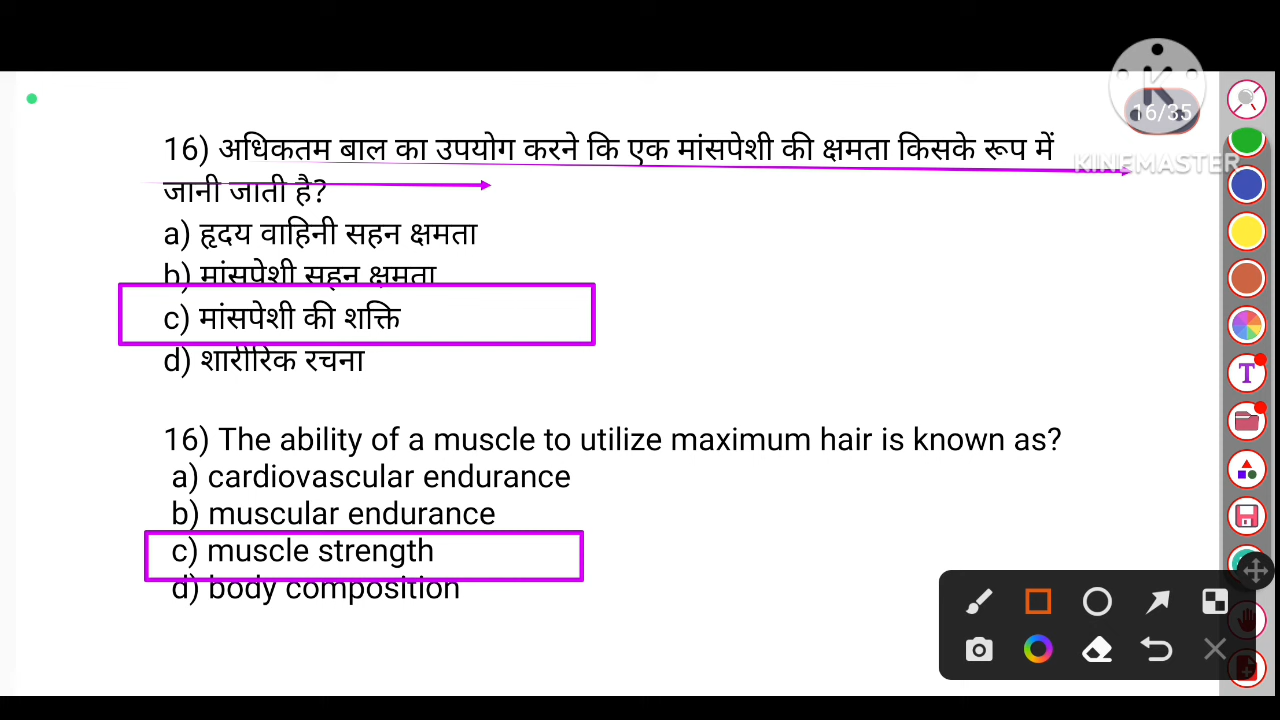 16/35
KINEMASTER
16) अधिकतम बाल का उपयोग करने कि एक मांसपेशी की क्षमता किसके रूप में
जानी जाती है?
a) हृदय वाहिनी सहन क्षमता
b) मांसपेशी सहन क्षमता
c) मांसपेशी की शक्ति
d) शारीरिक रचना
16) The ability of a muscle to utilize maximum hair is known as?
a) cardiovascular endurance
b) muscular endurance
c) muscle strength
d) body composition
T